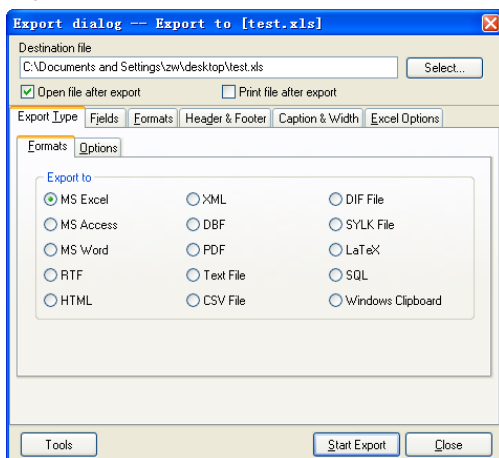 Export dialog -- Export to [test.xls]
Destination file
C:\Documents and Settings\zw\desktop\test.xls Select...
Open file after export Print file after export
Export Type Fields Formats Header & Footer Caption & Width Excel Options
Formats Options
Export to
MS Excel XML DIF File
MS Access DBF SYLK File
MS Word PDF LaTeX
RTF Text File SQL
HTML CSV File Windows Clipboard
Tools Start Export Close